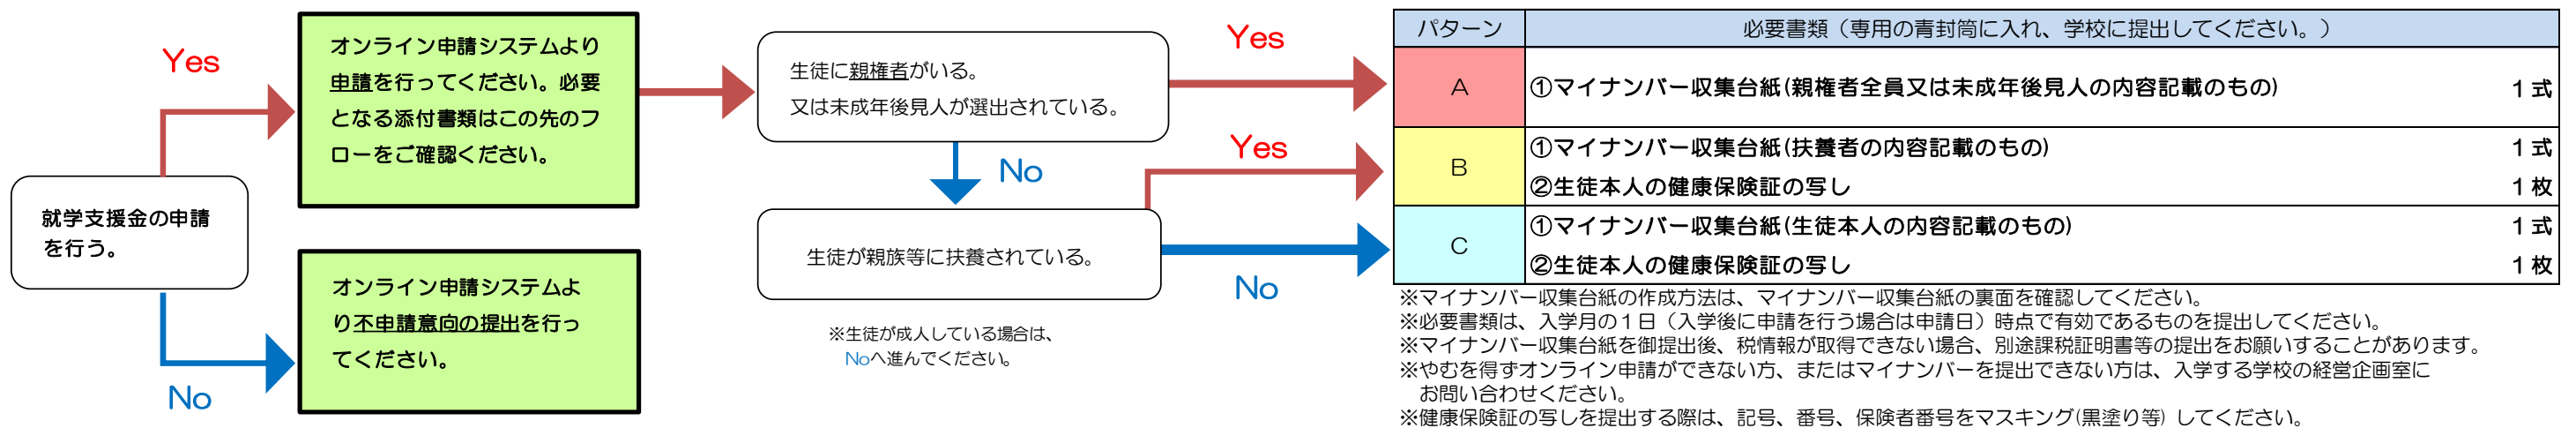 就学支援金の申請
を行う。
Yes
No
オンライン申請システムより
申請を行ってください。必要
となる添付書類はこの先のフ
ローをご確認ください。
オンライン申請システムよ
り不申請意向の提出を行っ
てください。
生徒に親権者がいる。
又は未成年後見人が選出されている。
Yes
No
生徒が親族等に扶養されている。
Yes
No
※生徒が成人している場合は、
Noへ進んでください。
パターン 必要書類（専用の青封筒に入れ、学校に提出してください。）
A ①マイナンバー収集台紙(親権者全員又は未成年後見人の内容記載のもの) 1式
B ①マイナンバー収集台紙(扶養者の内容記載のもの) 1式
②生徒本人の健康保険証の写し 1枚
C ①マイナンバー収集台紙(生徒本人の内容記載のもの) 1式
②生徒本人の健康保険証の写し 1枚
※マイナンバー収集台紙の作成方法は、マイナンバー収集台紙の裏面を確認してください。
※必要書類は、入学月の1日（入学後に申請を行う場合は申請日）時点で有効であるものを提出してください。
※マイナンバー収集台紙を御提出後、税情報が取得できない場合、別途課税証明書等の提出をお願いすることがあります。
※やむを得ずオンライン申請ができない方、またはマイナンバーを提出できない方は、入学する学校の経営企画室に
お問い合わせください。
※健康保険証の写しを提出する際は、記号、番号、保険者番号をマスキング(黒塗り等) してください。